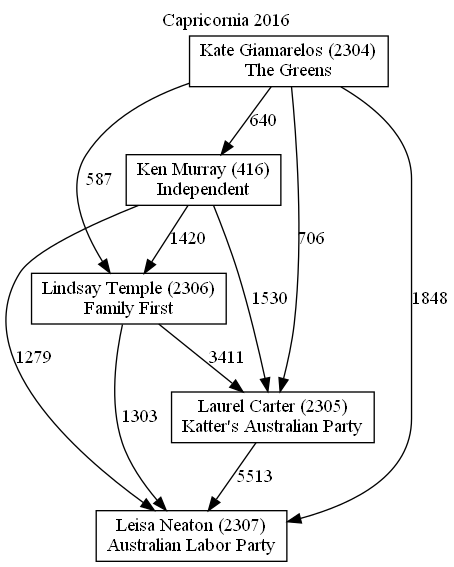 Capricornia 2016
Kate Giamarelos (2304)
The Greens
640
Ken Murray (416)
Independent
587
1420
706
Lindsay Temple (2306)
Family First
1530
1848
1279
3411
1303
Laurel Carter (2305)
Katter's Australian Party
5513
Leisa Neaton (2307)
Australian Labor Party